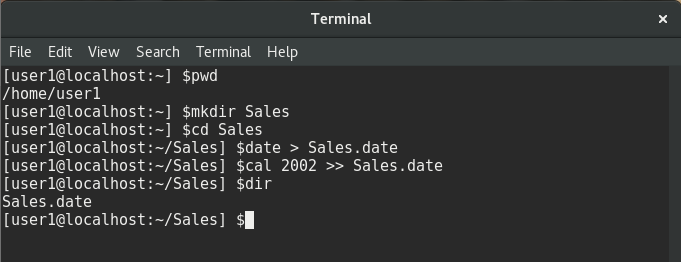 Terminal
×
File Edit View Search Terminal Help
[user1@localhost:~] $pwd
/home/user1
[user1@localhost:~] $mkdir Sales
[user1@localhost:~] $cd Sales
[user1@localhost:~/Sales] $date > Sales.date
[user1@localhost:~/Sales] $cal 2002 >> Sales.date
[user1@localhost:~/Sales] $dir
Sales.date
[user1@localhost:~/Sales] $